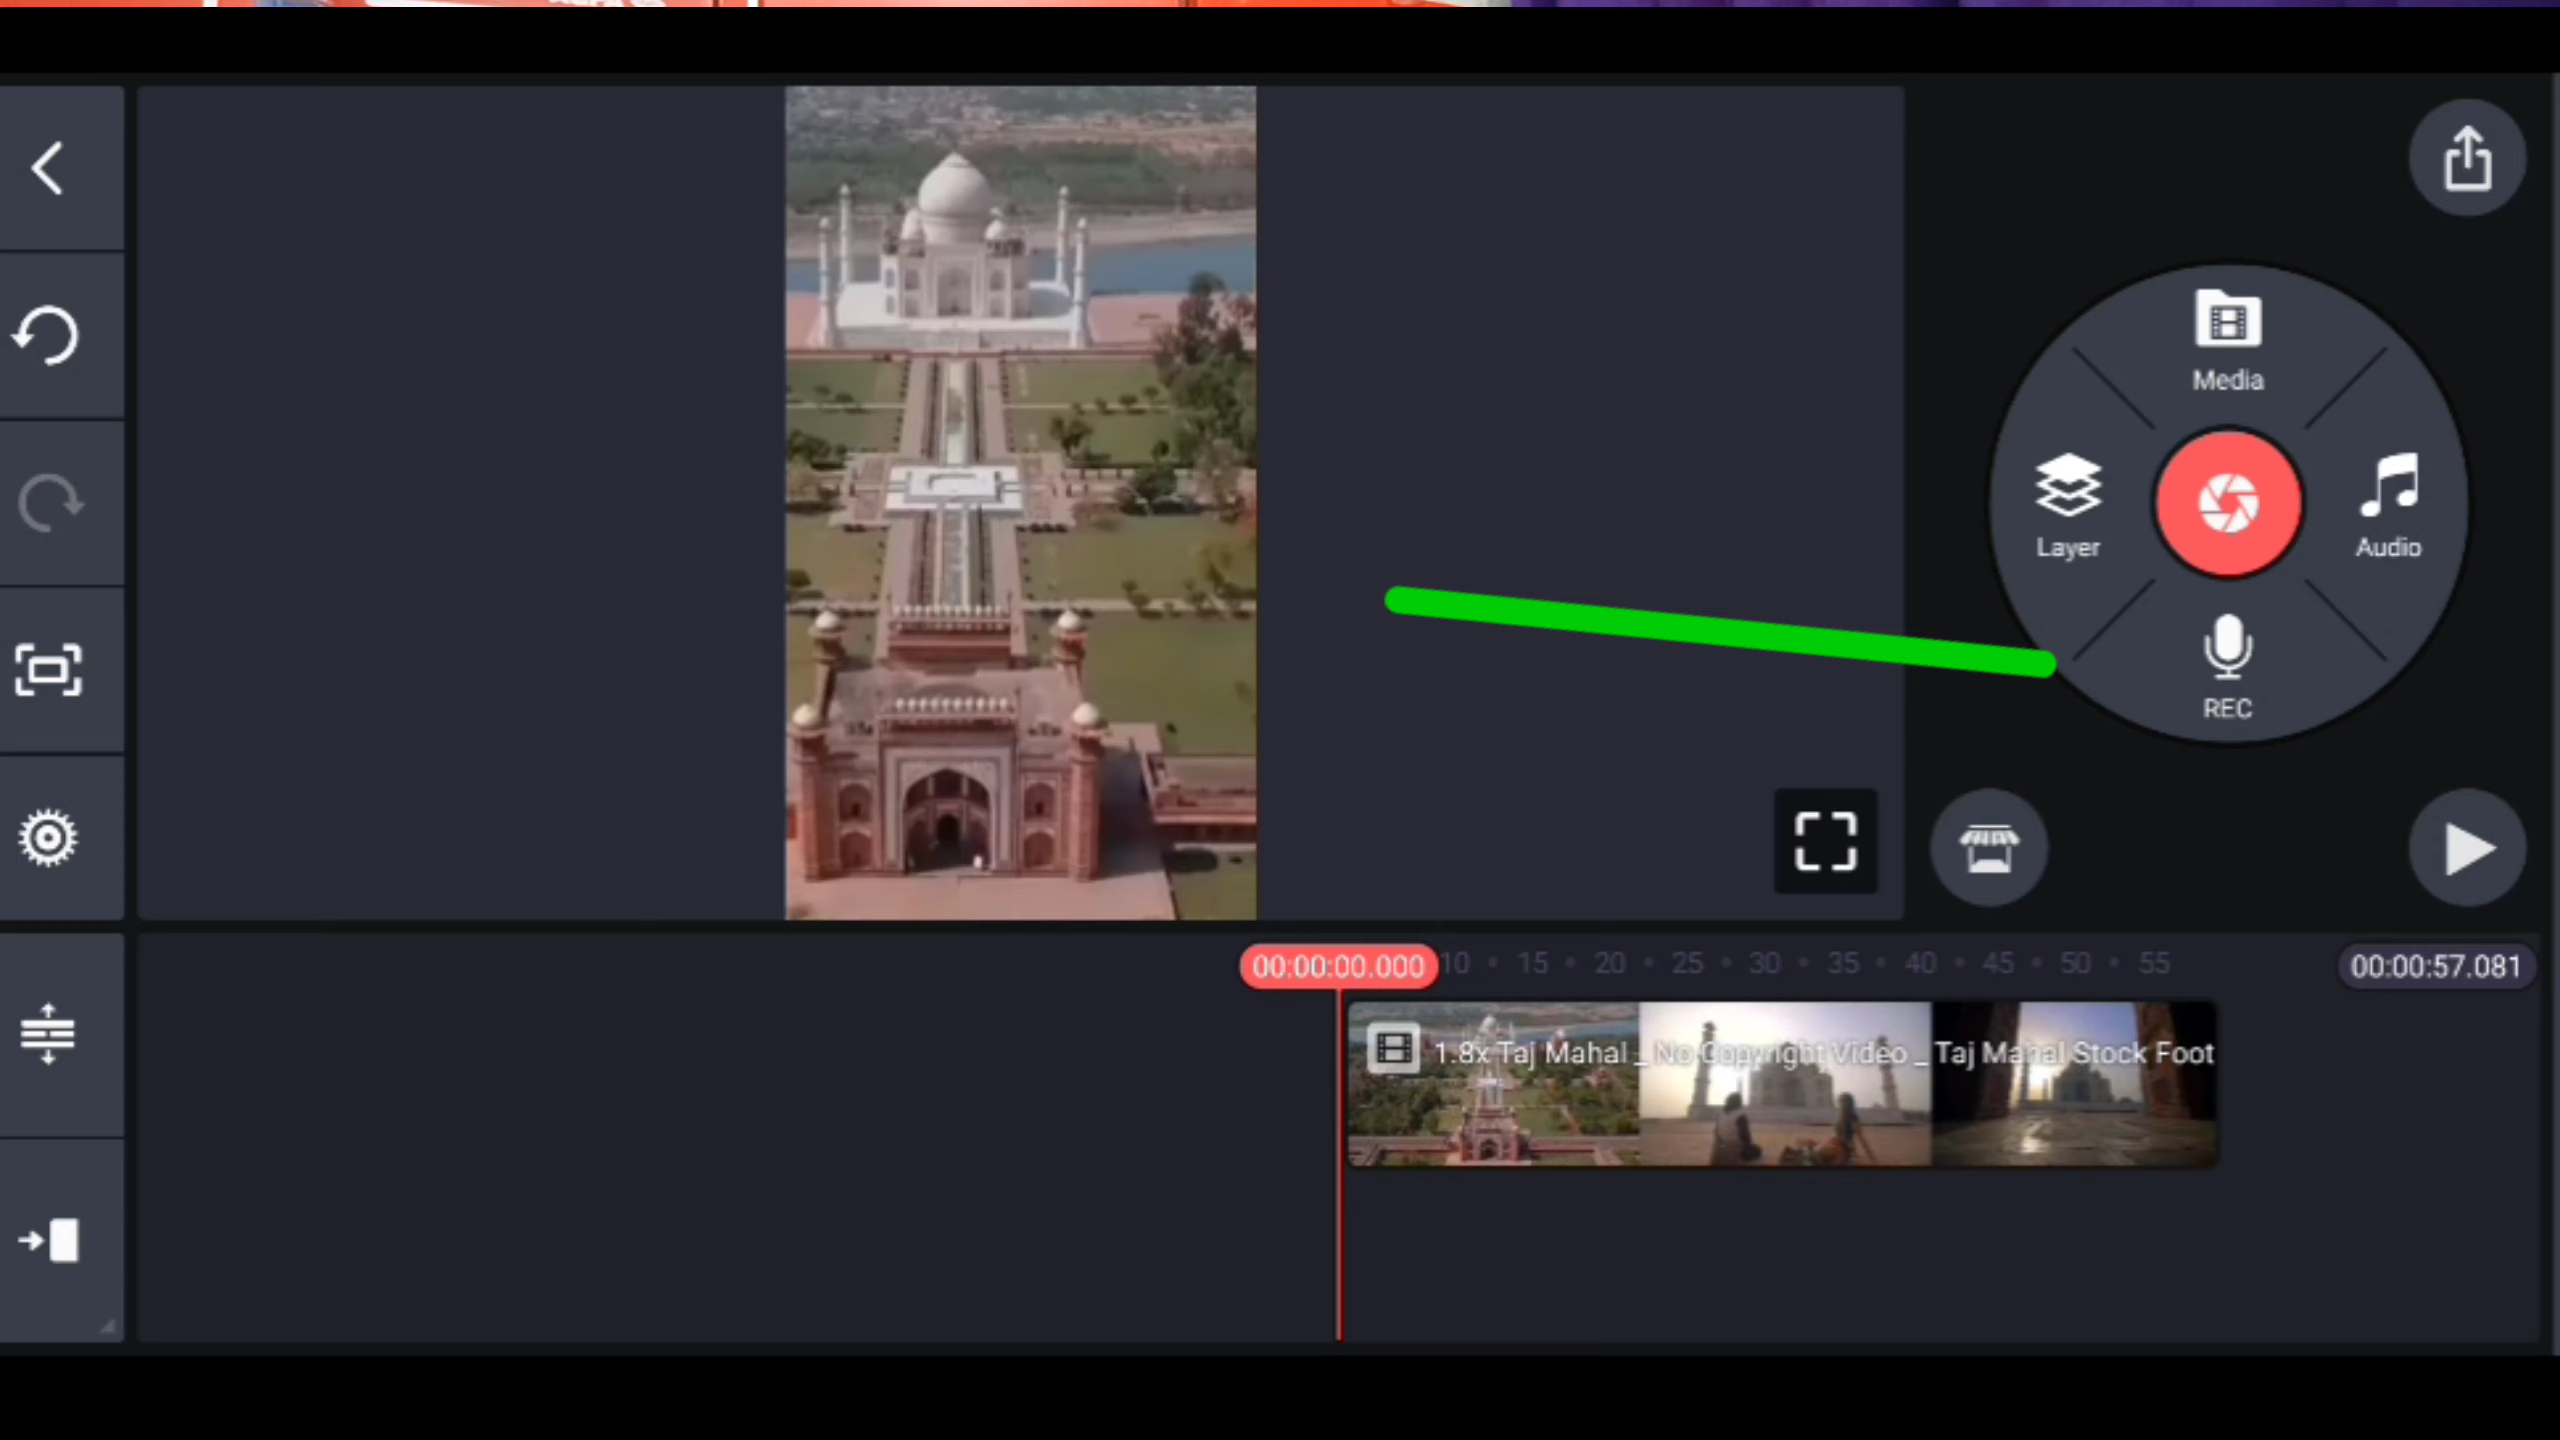 Media
Layer
Audio
REC
00:00:00.000
10 • 15 • 20 • 25 • 30 • 35 • 40 • 45 • 50 • 55
00:00:57.081
1.8x Taj Mahal _ No Copyright Video _ Taj Mahal Stock Foot